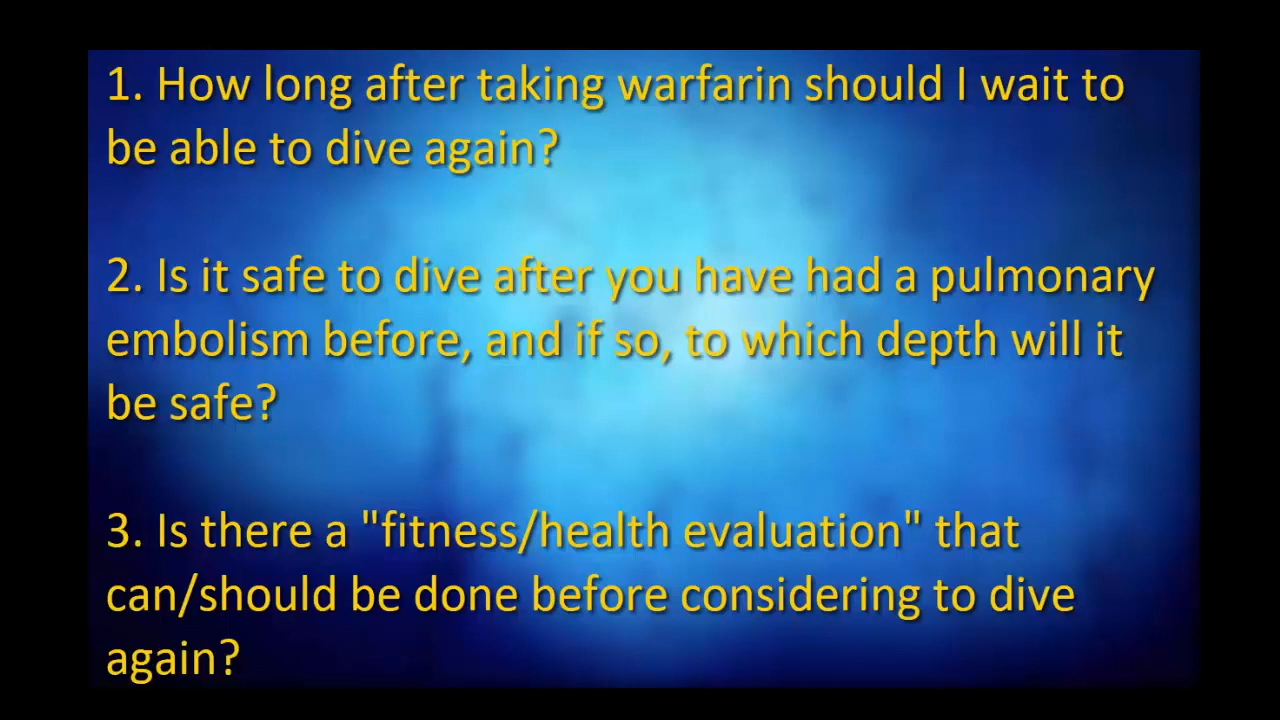 1. How long after taking warfarin should I wait to
be able to dive again?
2. Is it safe to dive after you have had a pulmonary
embolism before, and if so, to which depth will it
be safe?
3. Is there a "fitness/health evaluation" that
can/should be done before considering to dive
again?